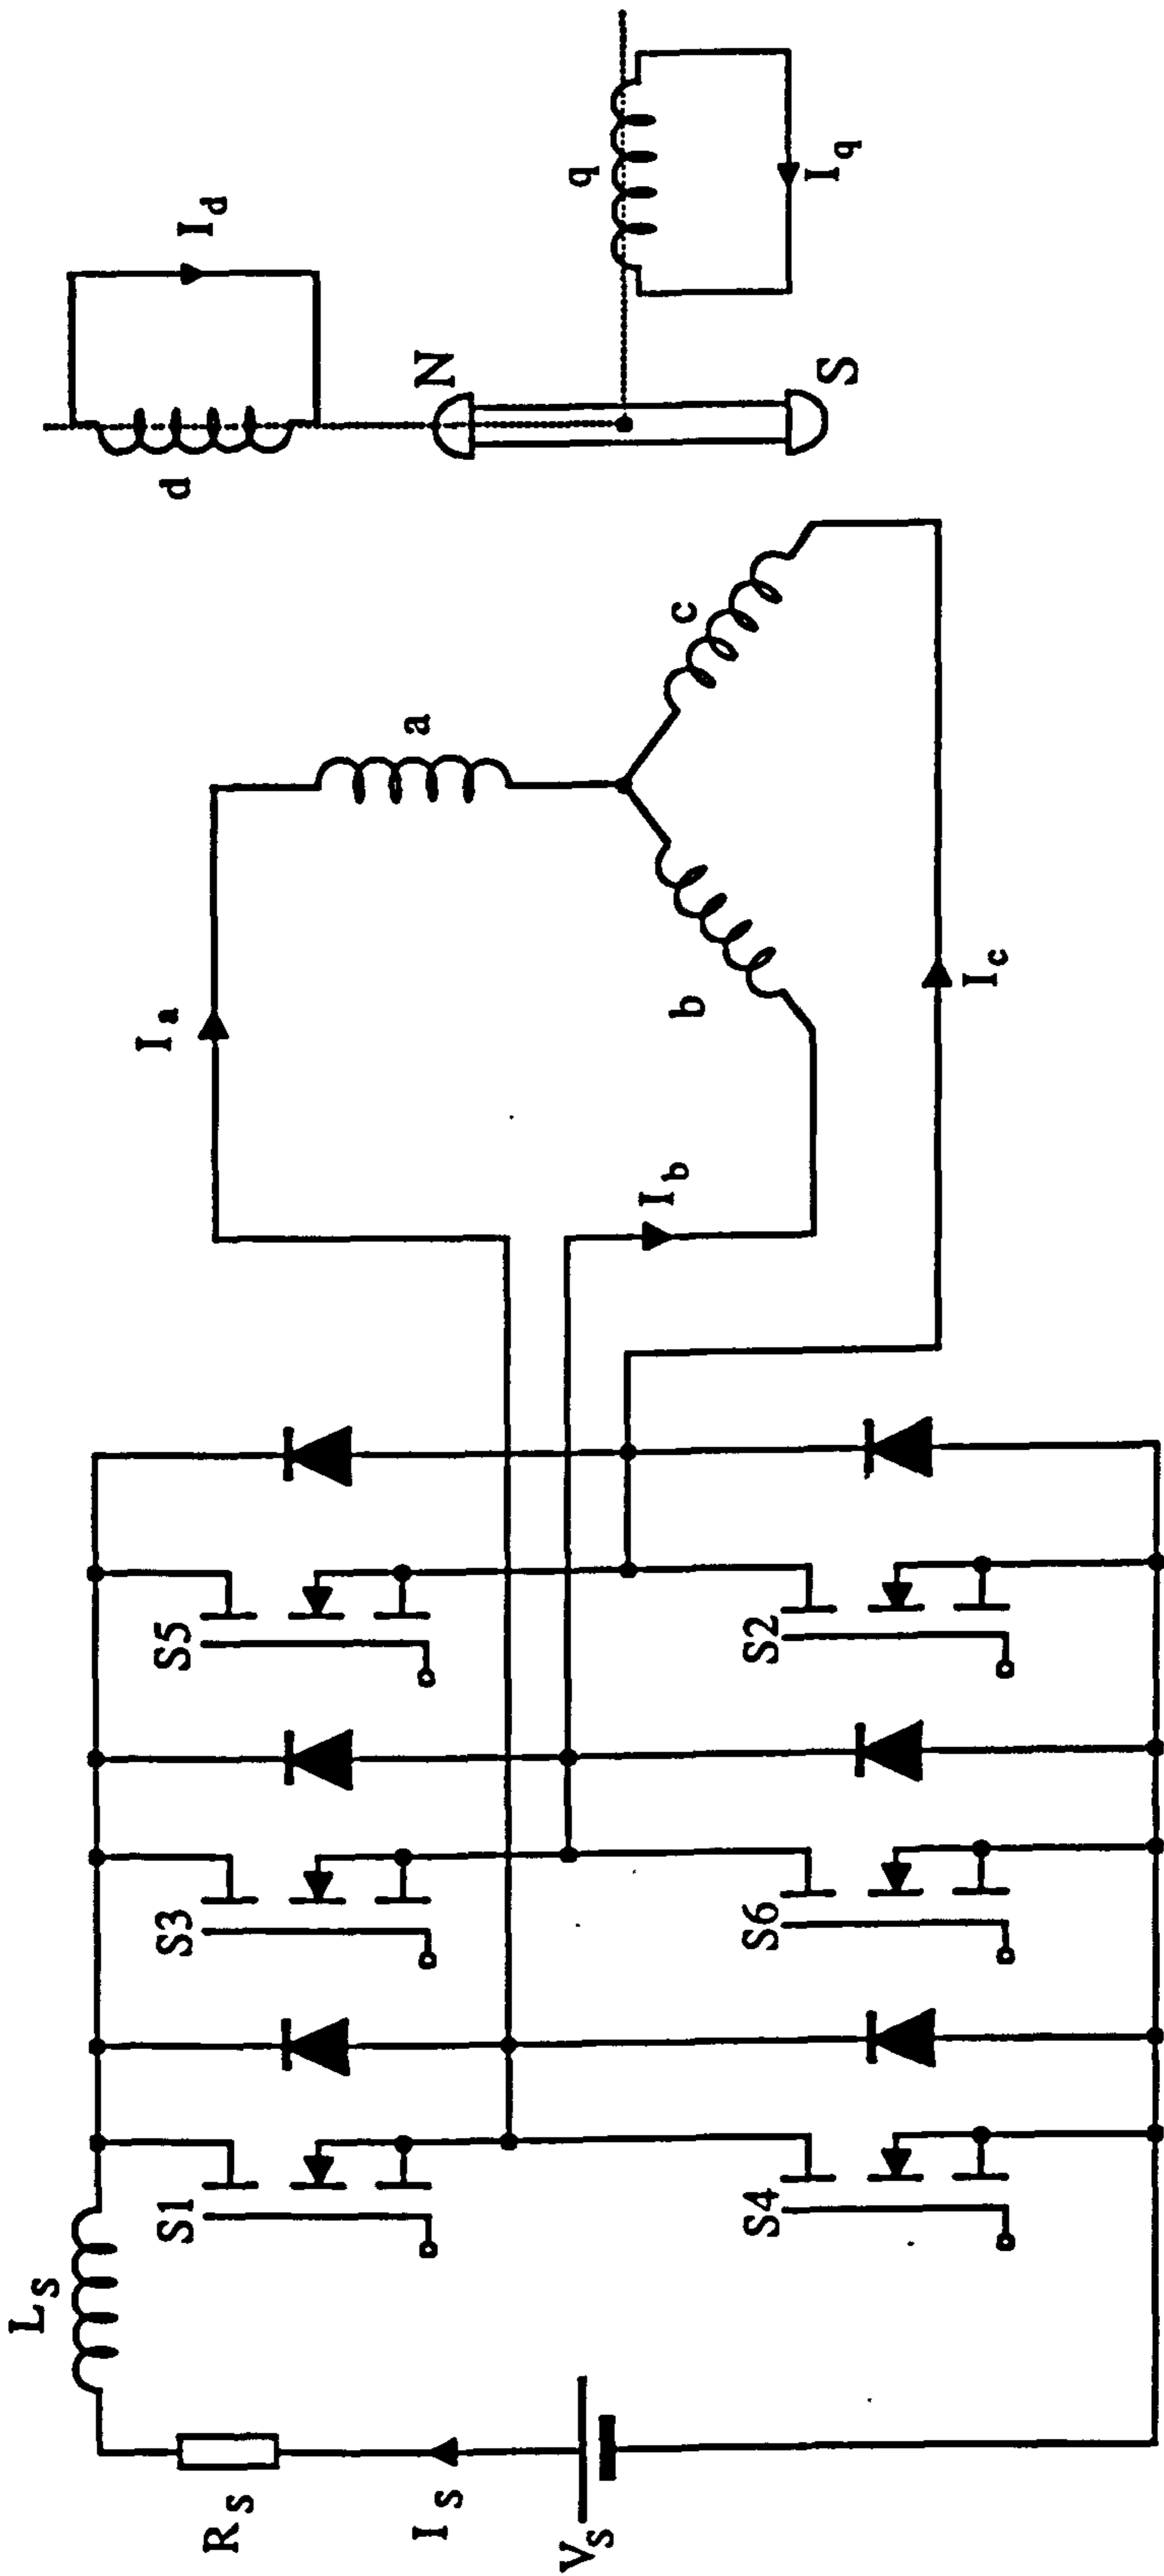 L_S
R_S
I_S
V_S
S1
S3
S5
S4
S6
S2
I_a
I_b
I_c
a
b
c
d
I_d
N
S
q
I_q